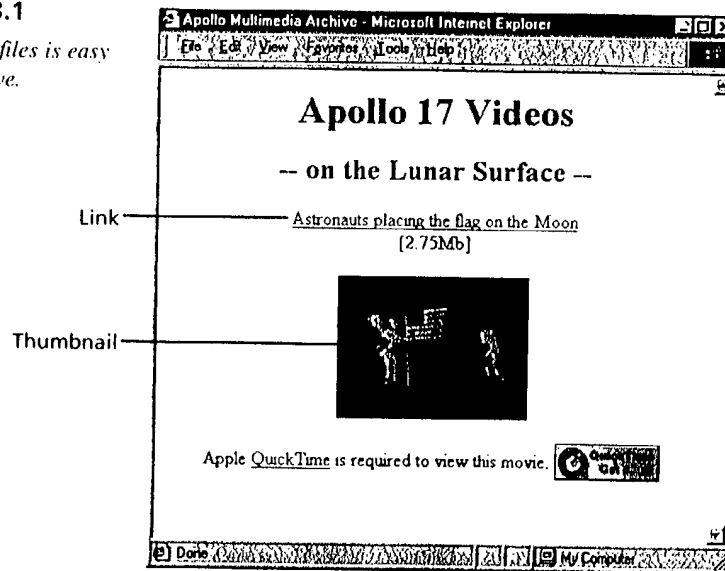 3.1
files is easy
ve.
Apollo Multimedia Archive - Microsoft Internet Explorer
File Edit View Favorites Tools Help
Apollo 17 Videos
-- on the Lunar Surface --
Link
Astronauts placing the flag on the Moon
[2.75Mb]
Thumbnail
Apple QuickTime is required to view this movie.
Done
My Computer